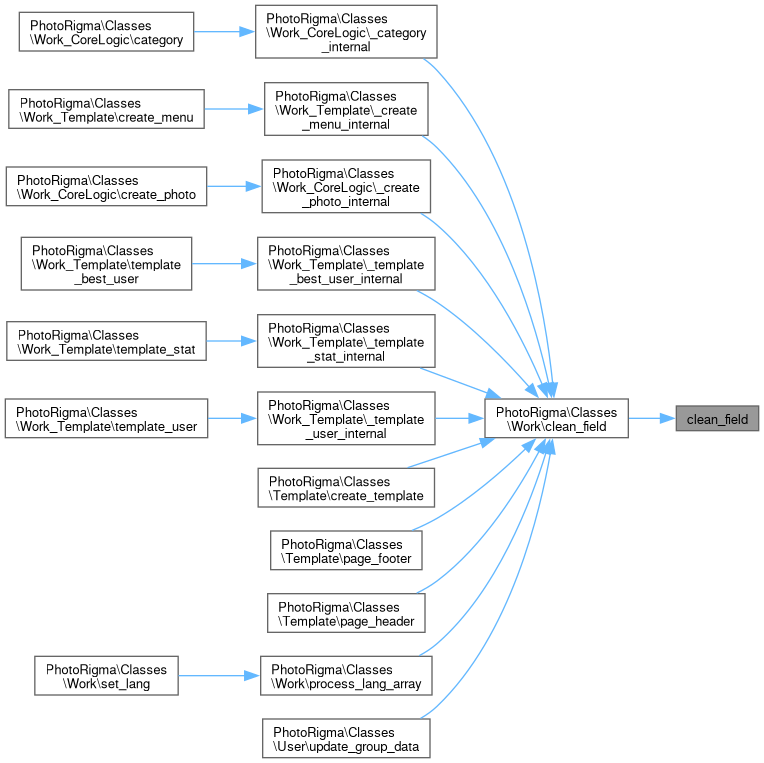 PhotoRigma\Classes
\Work_CoreLogic\category
PhotoRigma\Classes
\Work_CoreLogic\_category
_internal
PhotoRigma\Classes
\Work_Template\create_menu
PhotoRigma\Classes
\Work_Template\_create
_menu_internal
PhotoRigma\Classes
\Work_CoreLogic\create_photo
PhotoRigma\Classes
\Work_CoreLogic\_create
_photo_internal
PhotoRigma\Classes
\Work_Template\template
_best_user
PhotoRigma\Classes
\Work_Template\_template
_best_user_internal
PhotoRigma\Classes
\Work_Template\template_stat
PhotoRigma\Classes
\Work_Template\_template
_stat_internal
PhotoRigma\Classes
\Work_Template\template_user
PhotoRigma\Classes
\Work_Template\_template
_user_internal
PhotoRigma\Classes
\Work\clean_field
clean_field
PhotoRigma\Classes
\Template\create_template
PhotoRigma\Classes
\Template\page_footer
PhotoRigma\Classes
\Template\page_header
PhotoRigma\Classes
\Work\set_lang
PhotoRigma\Classes
\Work\process_lang_array
PhotoRigma\Classes
\User\update_group_data